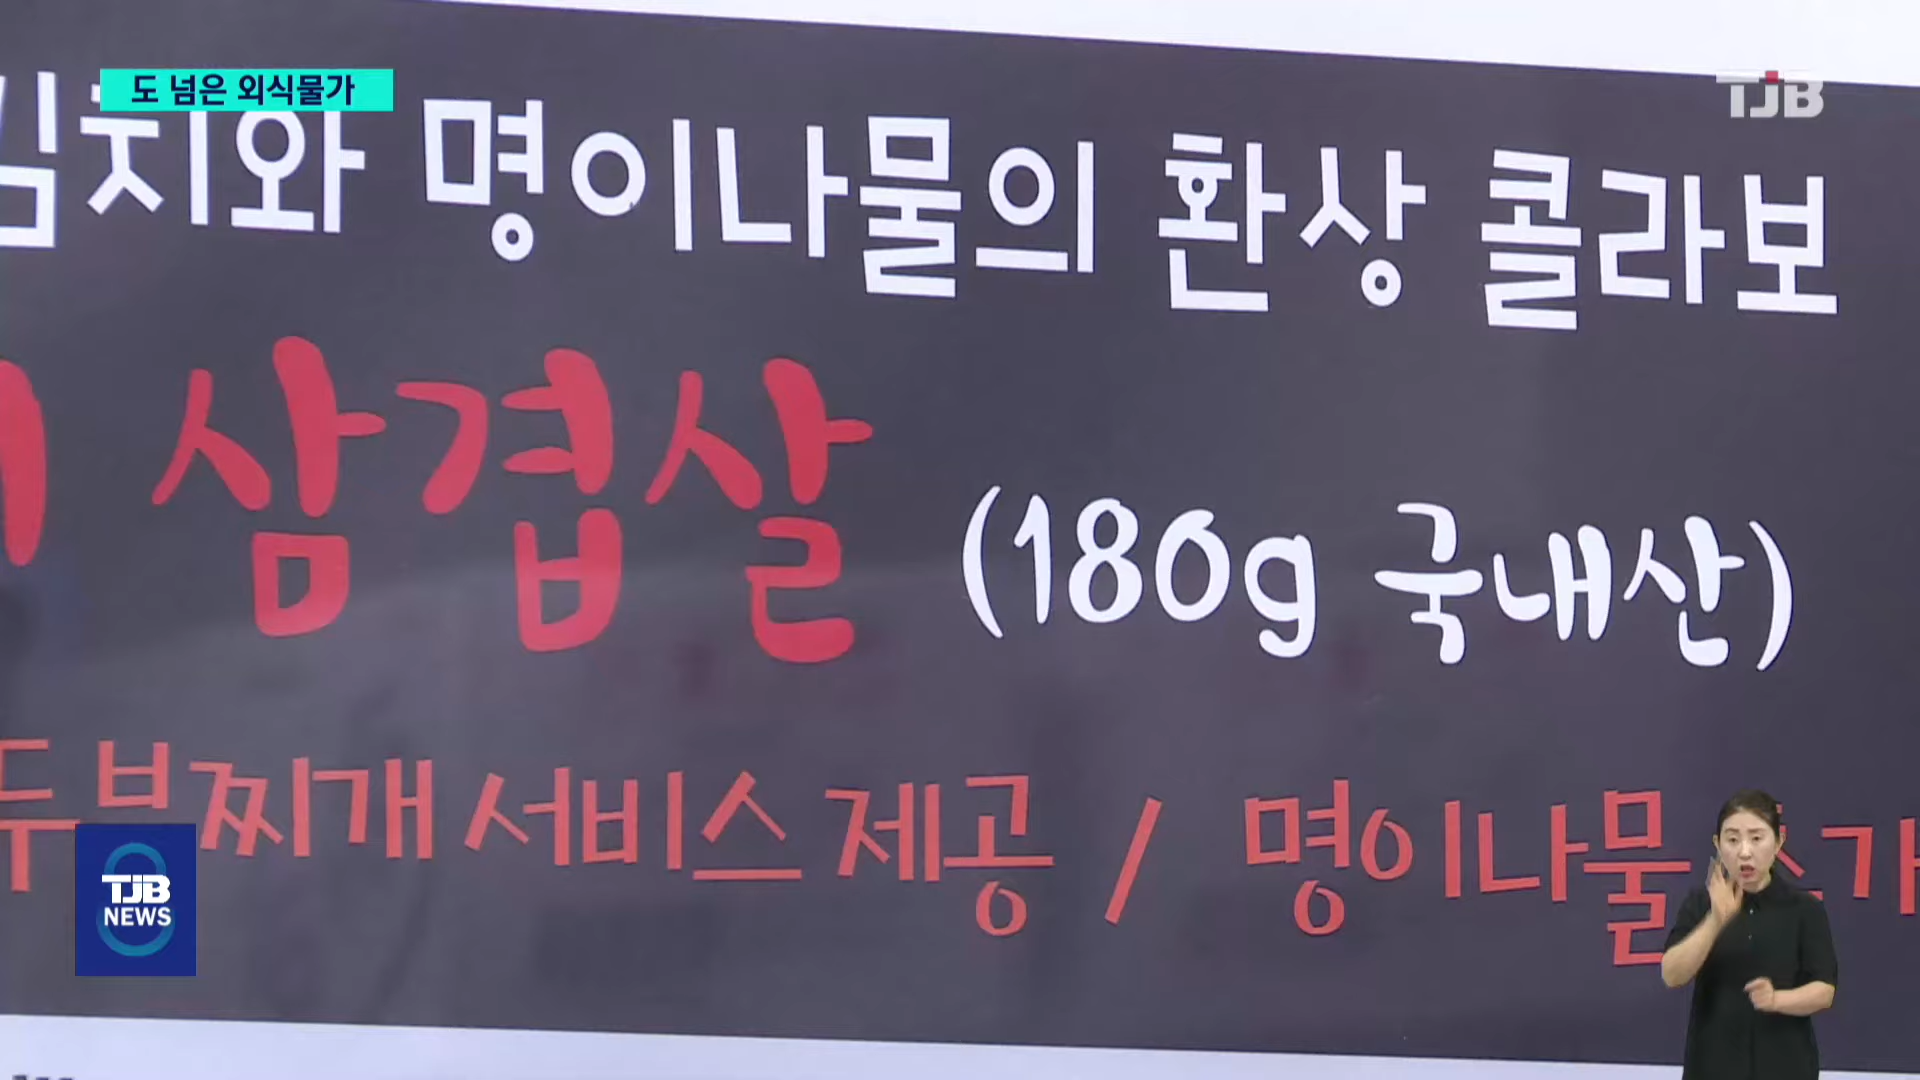 도 넘은 외식물가
TJB
김치와 명이나물의 환상 콜라보
삼겹살 (180g 국내산)
두부찌개 서비스 제공 / 명이나물 추가
TJB
NEWS